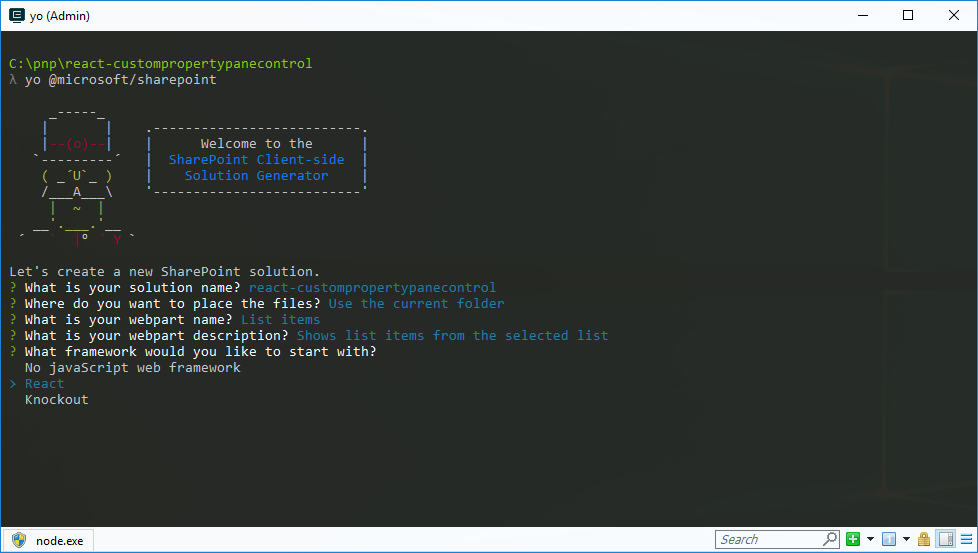 yo (Admin)
C:\pnp\react-custompropertypanecontrol
λ yo @microsoft/sharepoint
     _-----_
    |       |    .--------------------------.
    |--(o)--|    |      Welcome to the      |
   `---------´   |  SharePoint Client-side  |
    ( _´U`_ )    |    Solution Generator    |
    /___A___\    '--------------------------'
     |  ~  |
   __'.___.'__
 ´   `  |° ´ Y `
Let's create a new SharePoint solution.
? What is your solution name? react-custompropertypanecontrol
? Where do you want to place the files? Use the current folder
? What is your webpart name? List items
? What is your webpart description? Shows list items from the selected list
? What framework would you like to start with?
  No javaScript web framework
> React
  Knockout
node.exe
Search